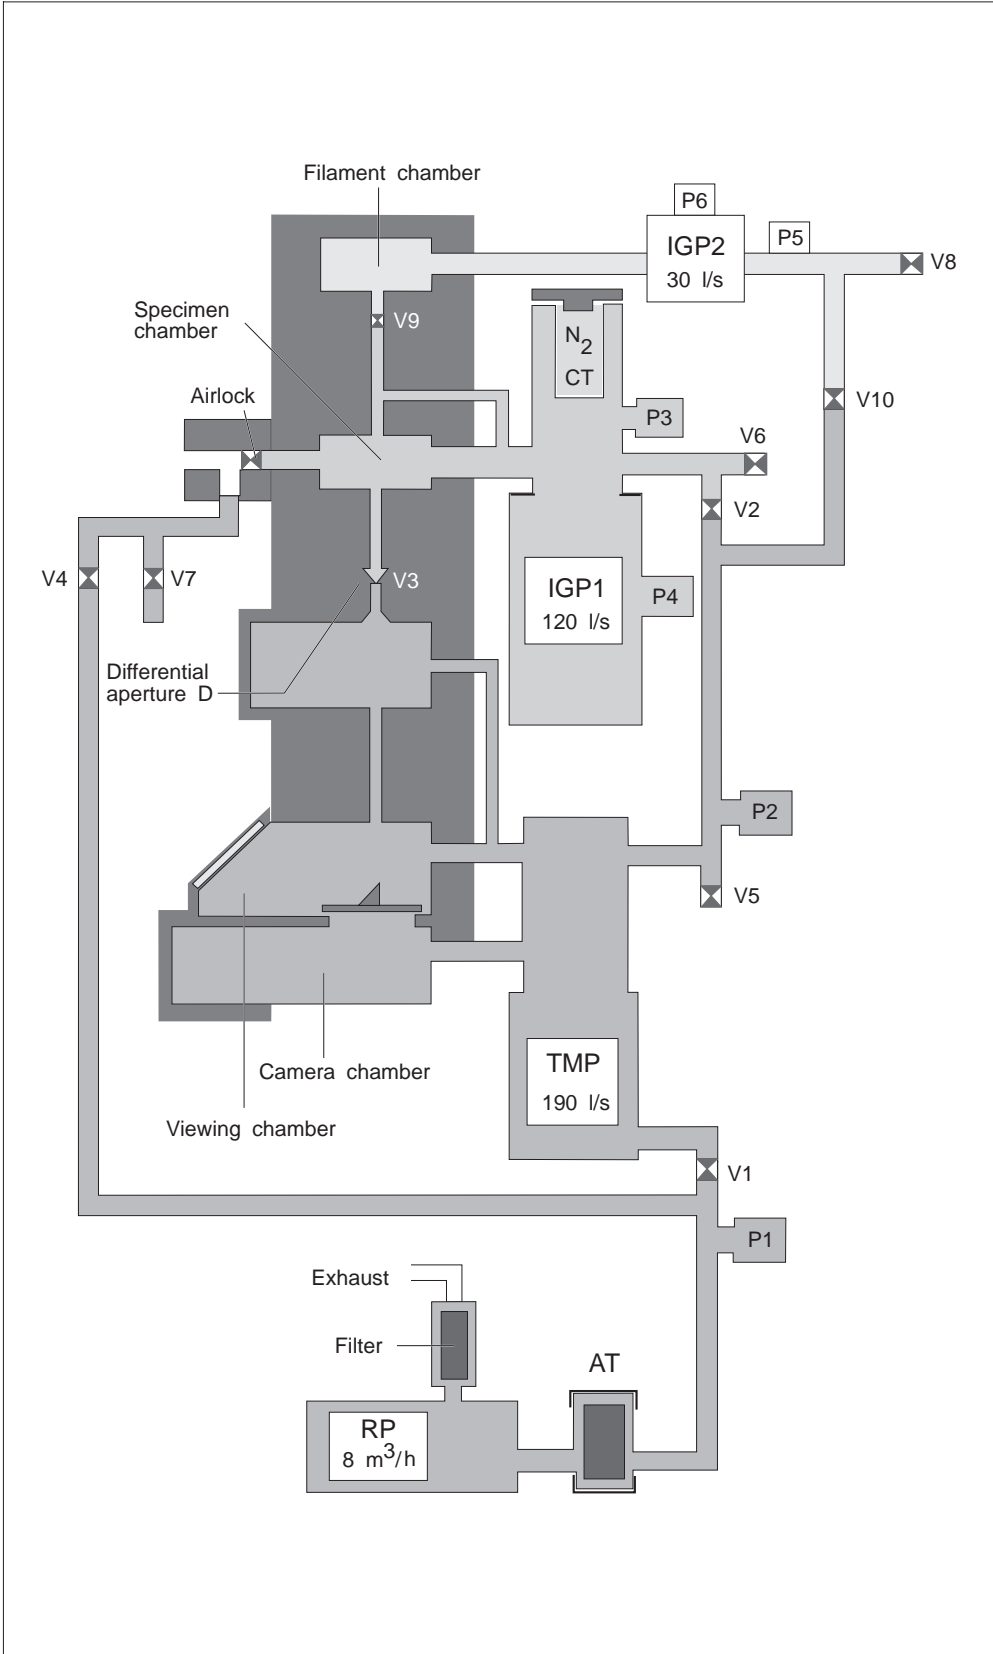 Filament chamber
P6
IGP2
30 l/s
P5
V8
Specimen
chamber
V9
N2
CT
Airlock
P3
V10
V6
V2
V4
V7
V3
IGP1
120 l/s
P4
Differential
aperture D
P2
V5
TMP
190 l/s
Camera chamber
Viewing chamber
V1
P1
Exhaust
Filter
AT
RP
8 m3/h